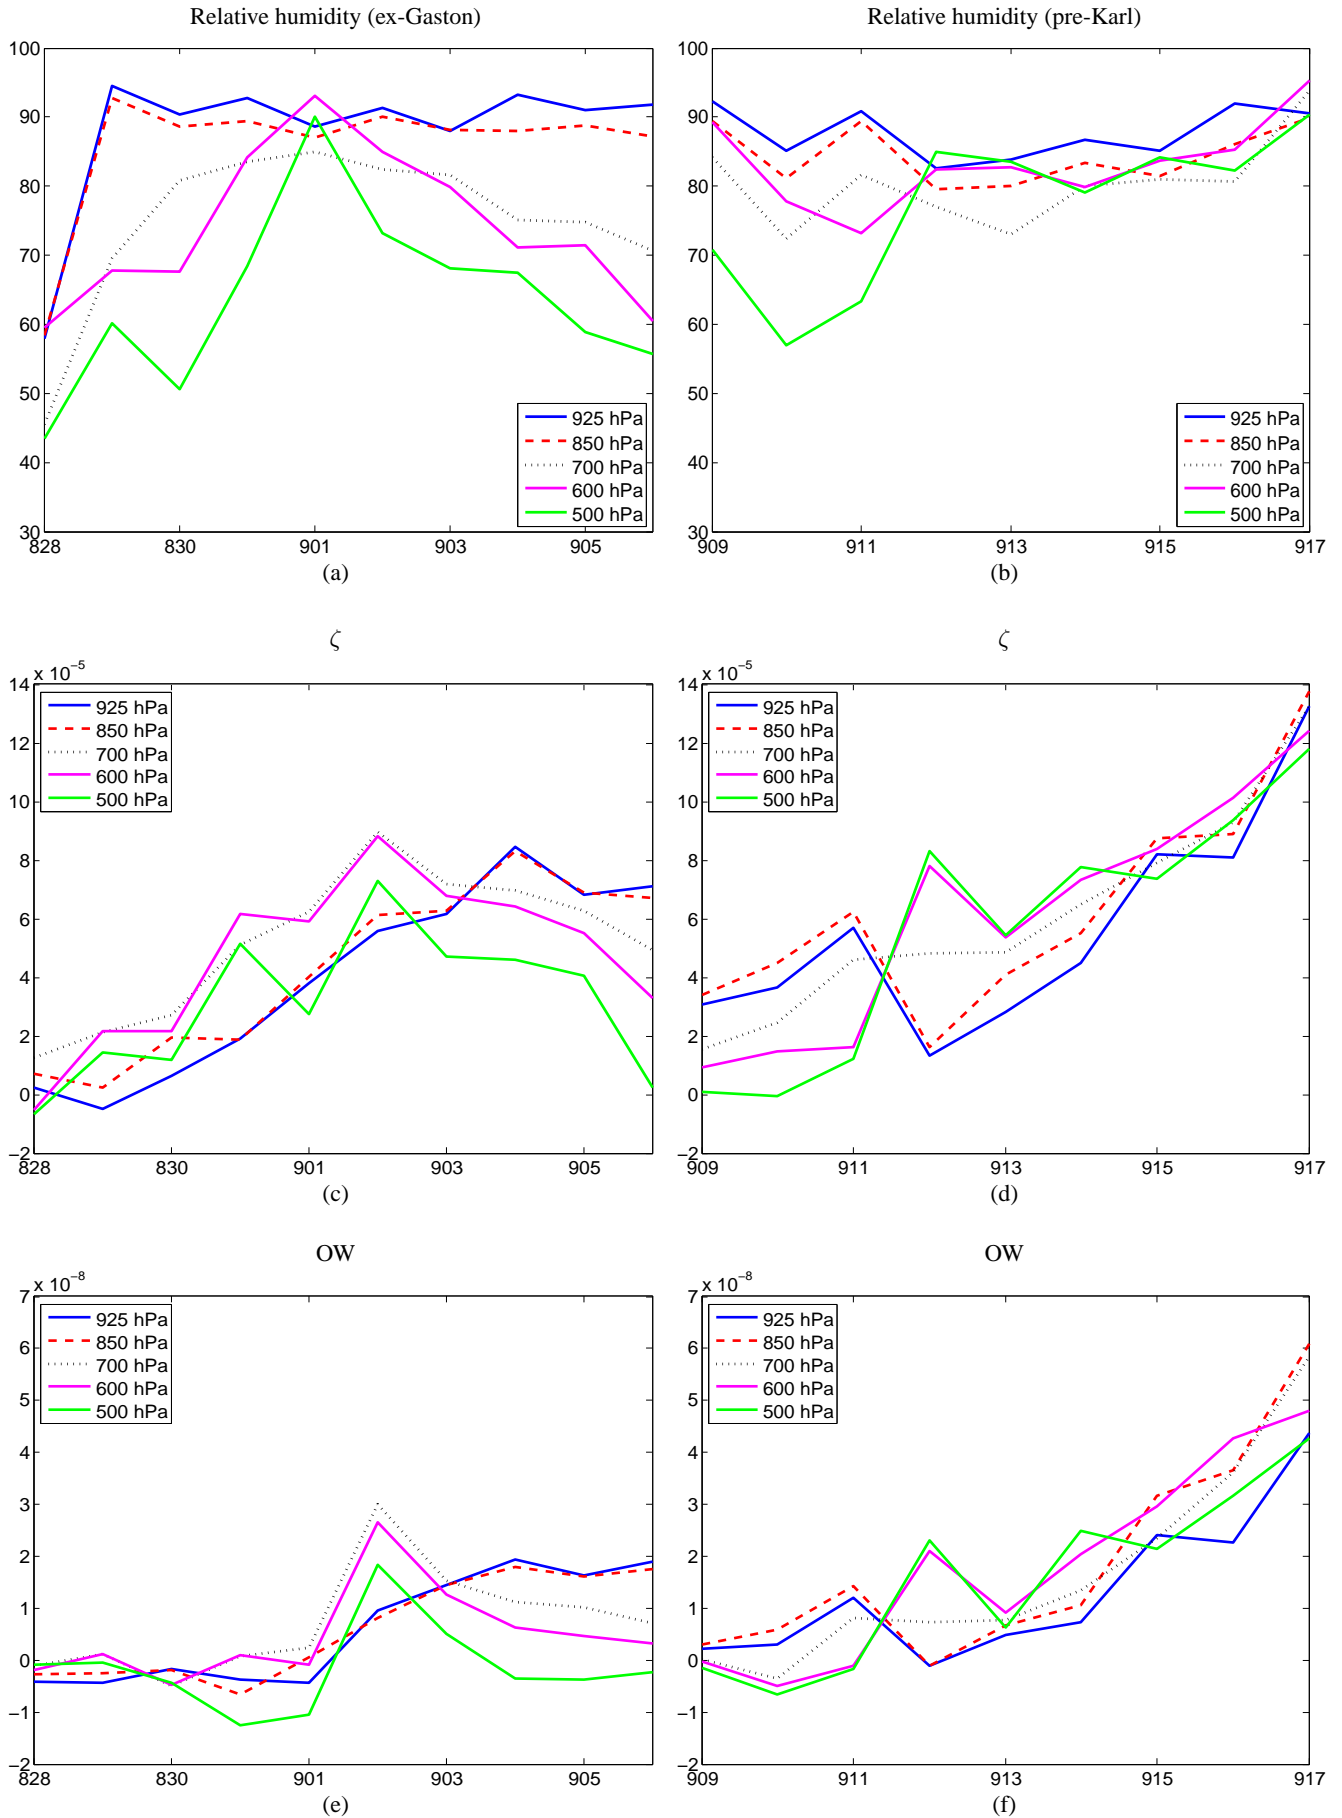 Relative humidity (ex-Gaston)
100
90
80
70
60
50
40
30
828 830 901 903 905
925 hPa
850 hPa
700 hPa
600 hPa
500 hPa
(a)
Relative humidity (pre-Karl)
100
90
80
70
60
50
40
30
909 911 913 915 917
925 hPa
850 hPa
700 hPa
600 hPa
500 hPa
(b)
ζ
x 10⁻⁵
14
12
10
8
6
4
2
0
−2
828 830 901 903 905
925 hPa
850 hPa
700 hPa
600 hPa
500 hPa
(c)
ζ
x 10⁻⁵
14
12
10
8
6
4
2
0
−2
909 911 913 915 917
925 hPa
850 hPa
700 hPa
600 hPa
500 hPa
(d)
OW
x 10⁻⁸
7
6
5
4
3
2
1
0
−1
−2
828 830 901 903 905
925 hPa
850 hPa
700 hPa
600 hPa
500 hPa
(e)
OW
x 10⁻⁸
7
6
5
4
3
2
1
0
−1
−2
909 911 913 915 917
925 hPa
850 hPa
700 hPa
600 hPa
500 hPa
(f)